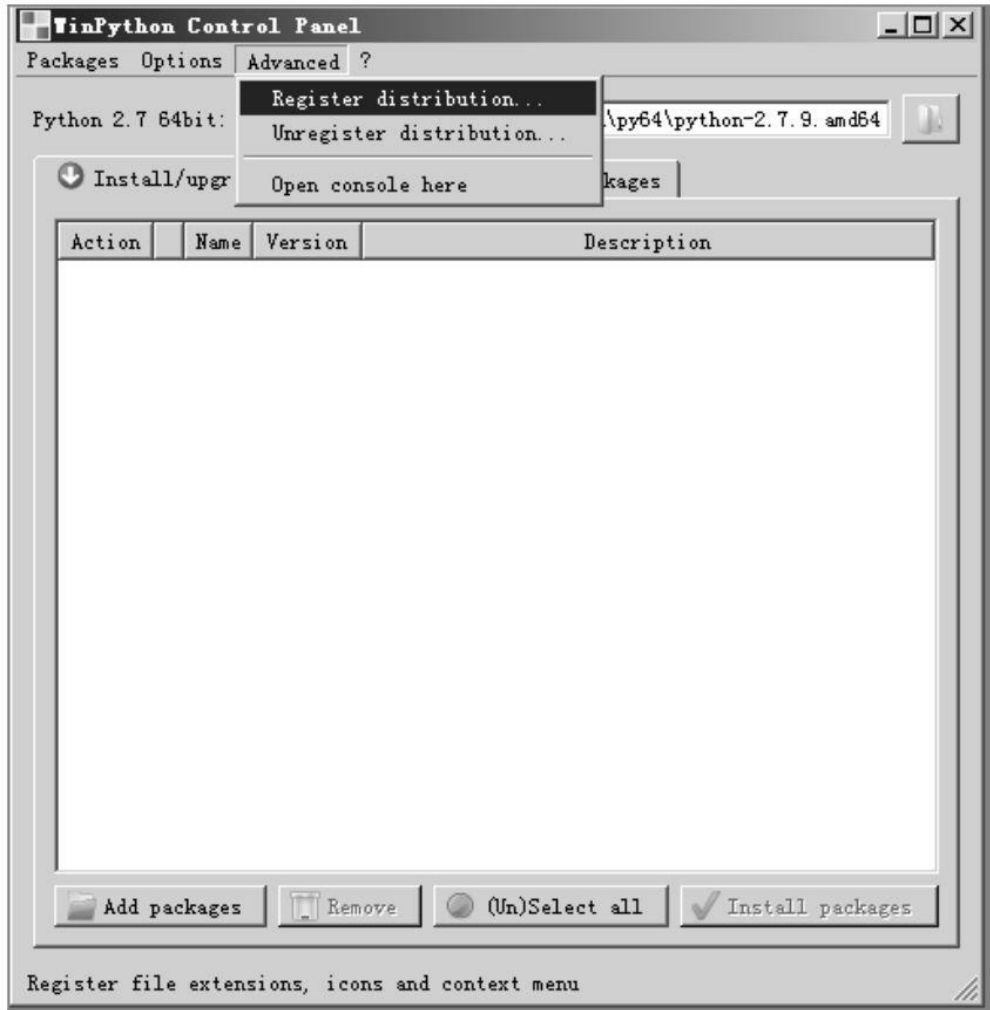 WinPython Control Panel
Packages Options Advanced ?
Register distribution...
Python 2.7 64bit: \py64\python-2.7.9.amd64
Unregister distribution...
Install/upgr kages
Open console here
Action Name Version Description
Add packages Remove (Un)Select all Install packages
Register file extensions, icons and context menu